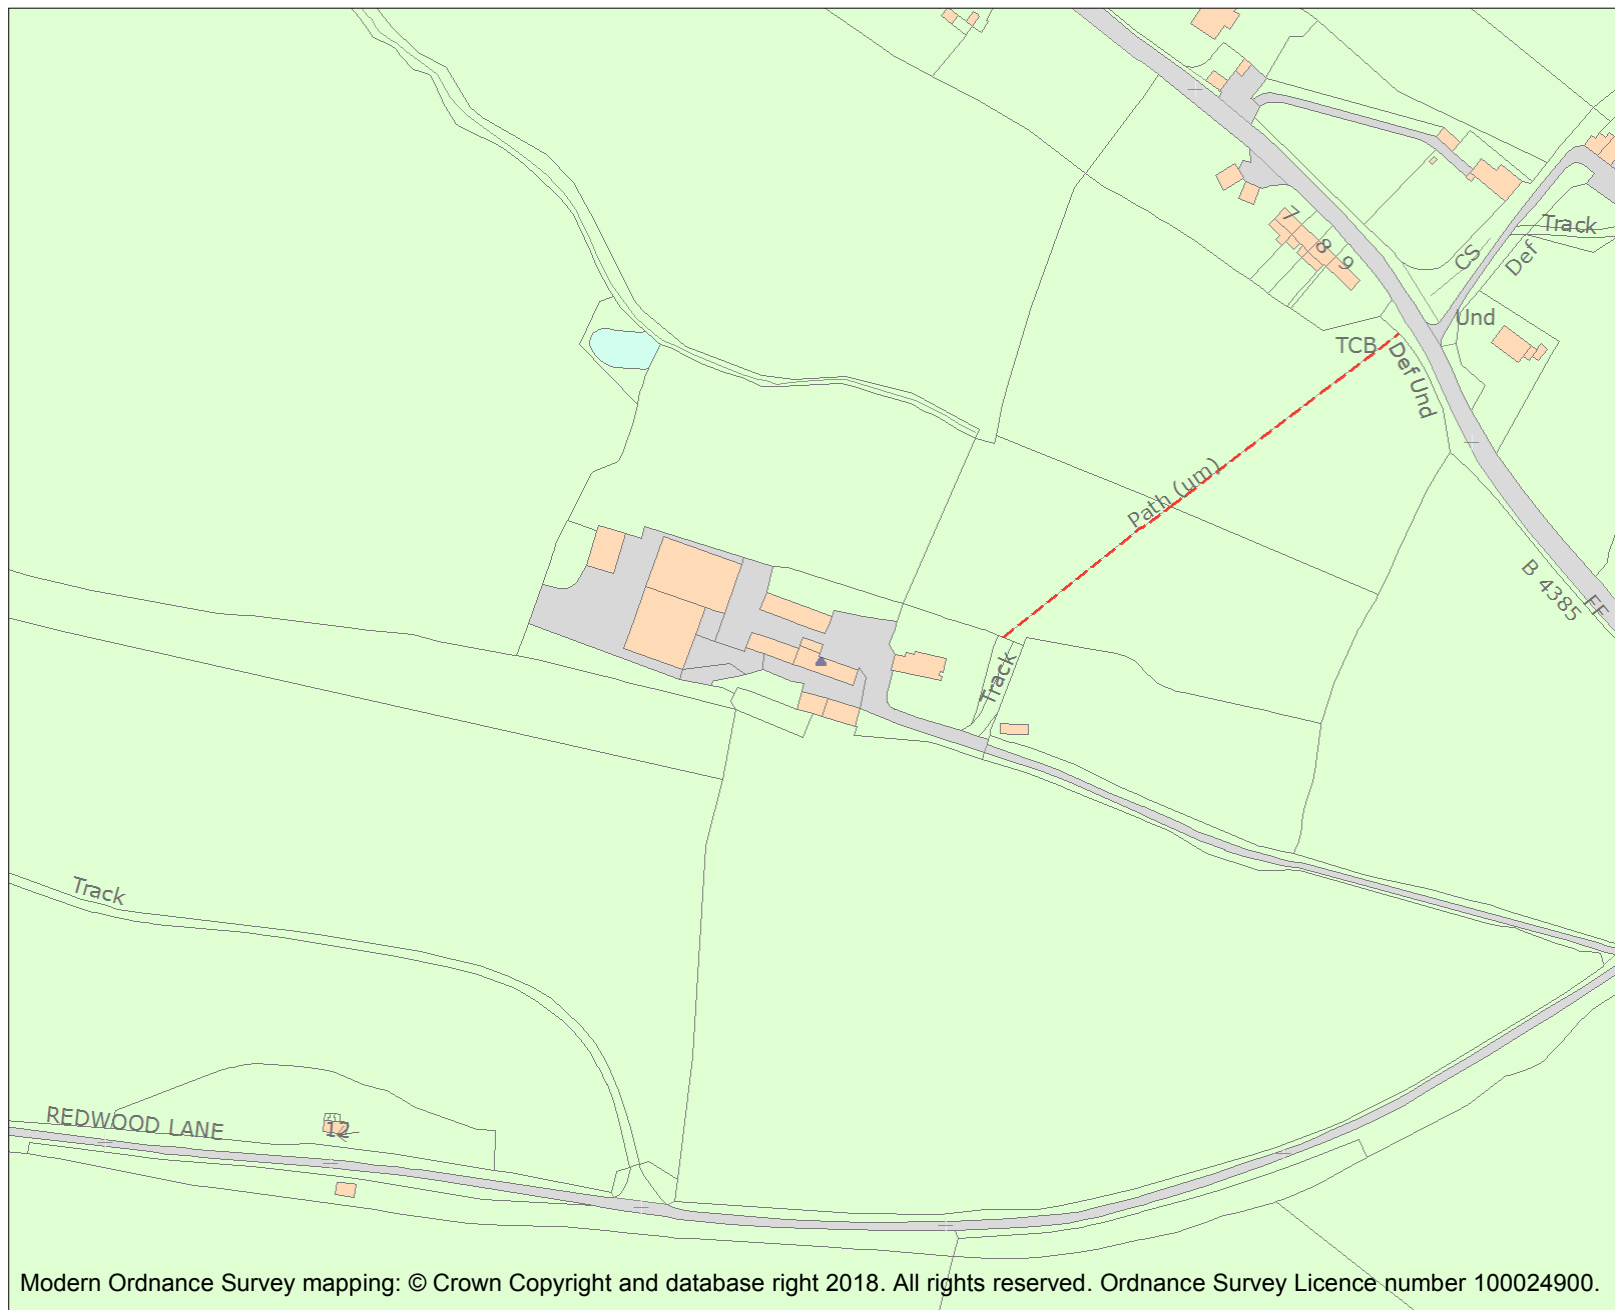 7
8
9
Track
CS
Def
Und
TCB
Def Und
Path (um)
B 4385
FF
Track
Track
REDWOOD LANE
12
Modern Ordnance Survey mapping: © Crown Copyright and database right 2018. All rights reserved. Ordnance Survey Licence number 100024900.